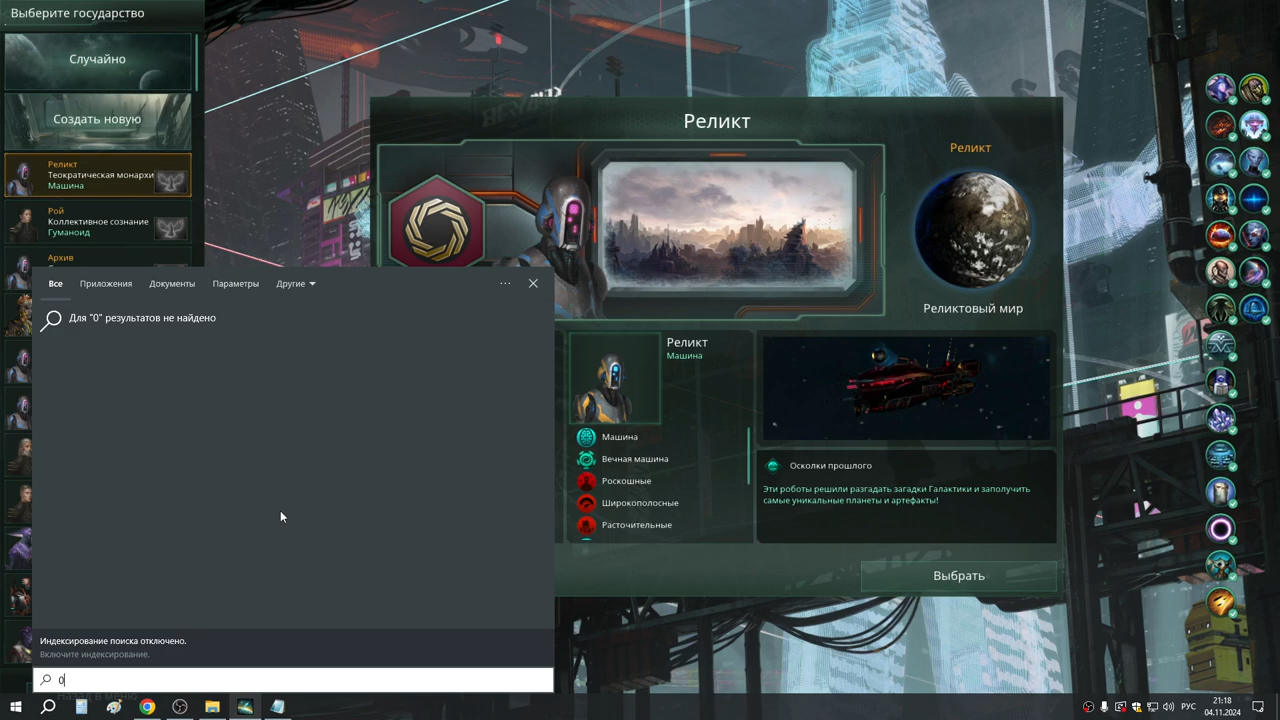 Выберите государство
Случайно
Создать новую
Реликт
Теократическая монархи
Машина
Рой
Коллективное сознание
Гуманоид
Архив
Реликт
Реликт
Реликтовый мир
Реликт
Машина
Машина
Вечная машина
Роскошные
Широкополосные
Расточительные
Осколки прошлого
Эти роботы решили разгадать загадки Галактики и заполучить
самые уникальные планеты и артефакты!
Выбрать
Все
Приложения
Документы
Параметры
Другие
Для "0" результатов не найдено
Индексирование поиска отключено.
Включите индексирование.
0
Назад в меню
РУС
21:18
04.11.2024